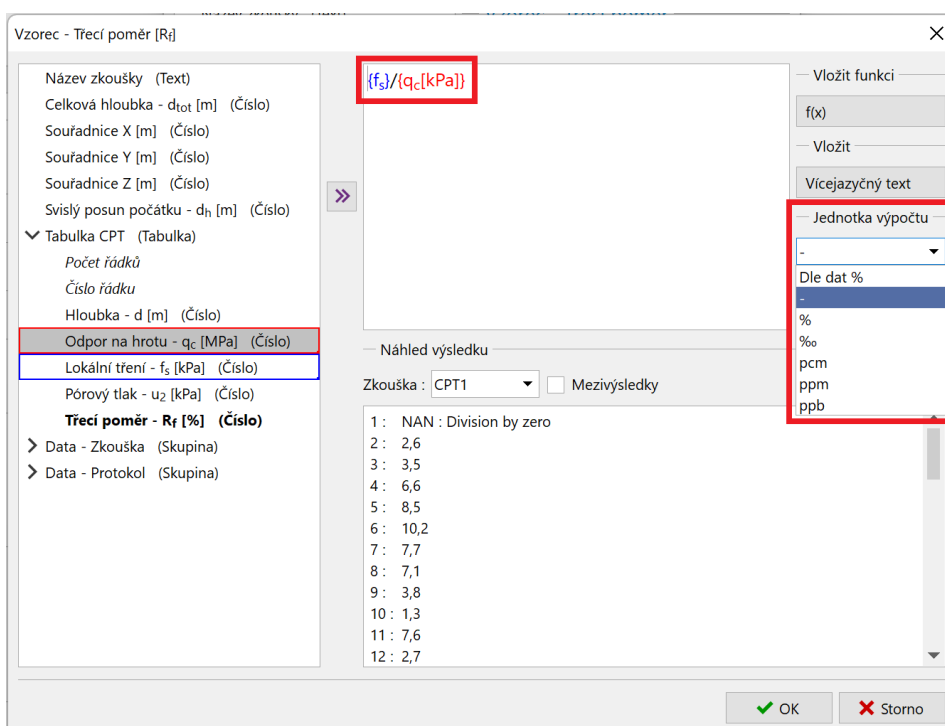 Vzorec - Třecí poměr [Rf]
Název zkoušky (Text)
Celková hloubka - dtot [m] (Číslo)
Souřadnice X [m] (Číslo)
Souřadnice Y [m] (Číslo)
Souřadnice Z [m] (Číslo)
Svislý posun počátku - dh [m] (Číslo)
Tabulka CPT (Tabulka)
Počet řádků
Číslo řádku
Hloubka - d [m] (Číslo)
Odpor na hrotu - qc [MPa] (Číslo)
Lokální tření - fs [kPa] (Číslo)
Pórový tlak - u2 [kPa] (Číslo)
Třecí poměr - Rf [%] (Číslo)
Data - Zkouška (Skupina)
Data - Protokol (Skupina)
{fs}/{qc[kPa]}
Vložit funkci
f(x)
Vložit
Vícejazyčný text
Jednotka výpočtu
-
Dle dat %
-
%
‰
pcm
ppm
ppb
Náhled výsledku
Zkouška : CPT1 Mezivýsledky
1 : NAN : Division by zero
2 : 2,6
3 : 3,5
4 : 6,6
5 : 8,5
6 : 10,2
7 : 7,7
8 : 7,1
9 : 3,8
10 : 1,3
11 : 7,6
12 : 2,7
OK
Storno